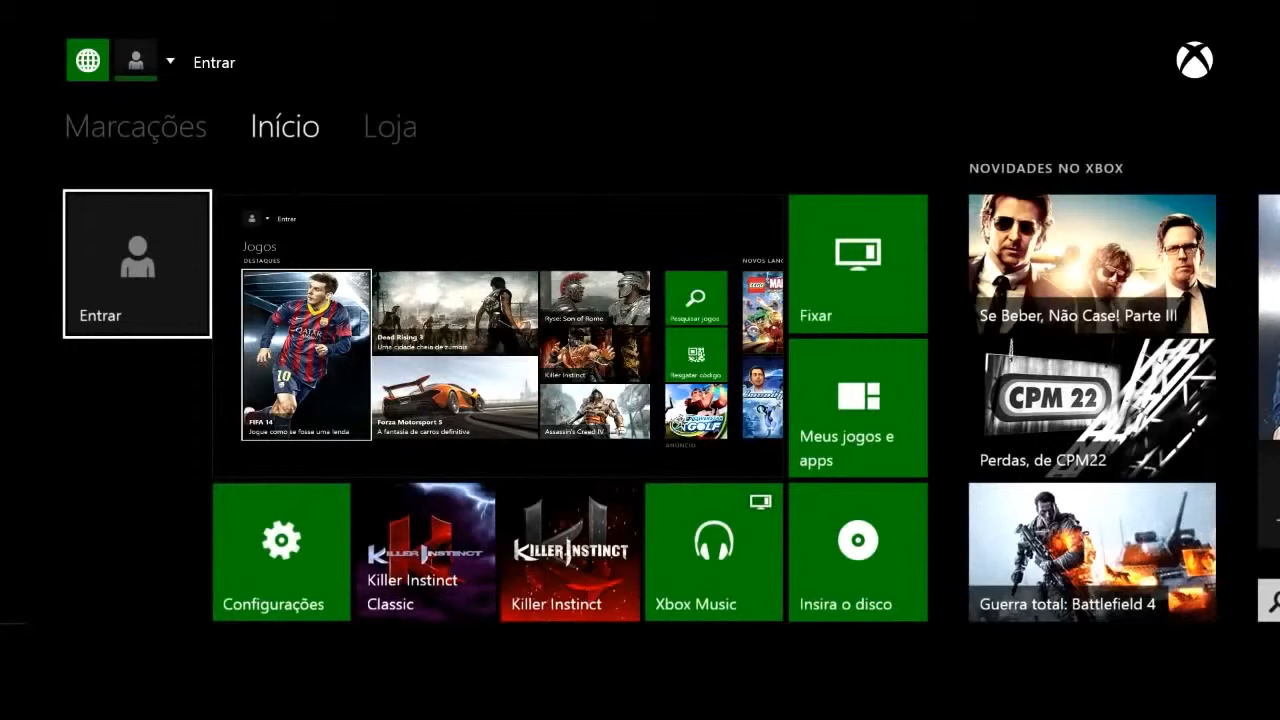 Entrar
Marcações
Início
Loja
NOVIDADES NO XBOX
Entrar
Entrar
Jogos
DESTAQUES
NOVOS LANÇ
FIFA 14
Jogue como se fosse uma lenda
Dead Rising 3
Uma cidade cheia de zumbis
Forza Motorsport 5
A fantasia de carros definitiva
Ryse: Son of Rome
Killer Instinct
Assassin's Creed IV
Pesquisar jogos
Resgatar código
GOLF
ANÚNCIO
LEGO
Fixar
Meus jogos e
apps
Se Beber, Não Case! Parte III
CPM 22
Perdas, de CPM22
Configurações
KILLER INSTINCT
Killer Instinct
Classic
KILLER INSTINCT
Killer Instinct
Xbox Music
Insira o disco
Guerra total: Battlefield 4